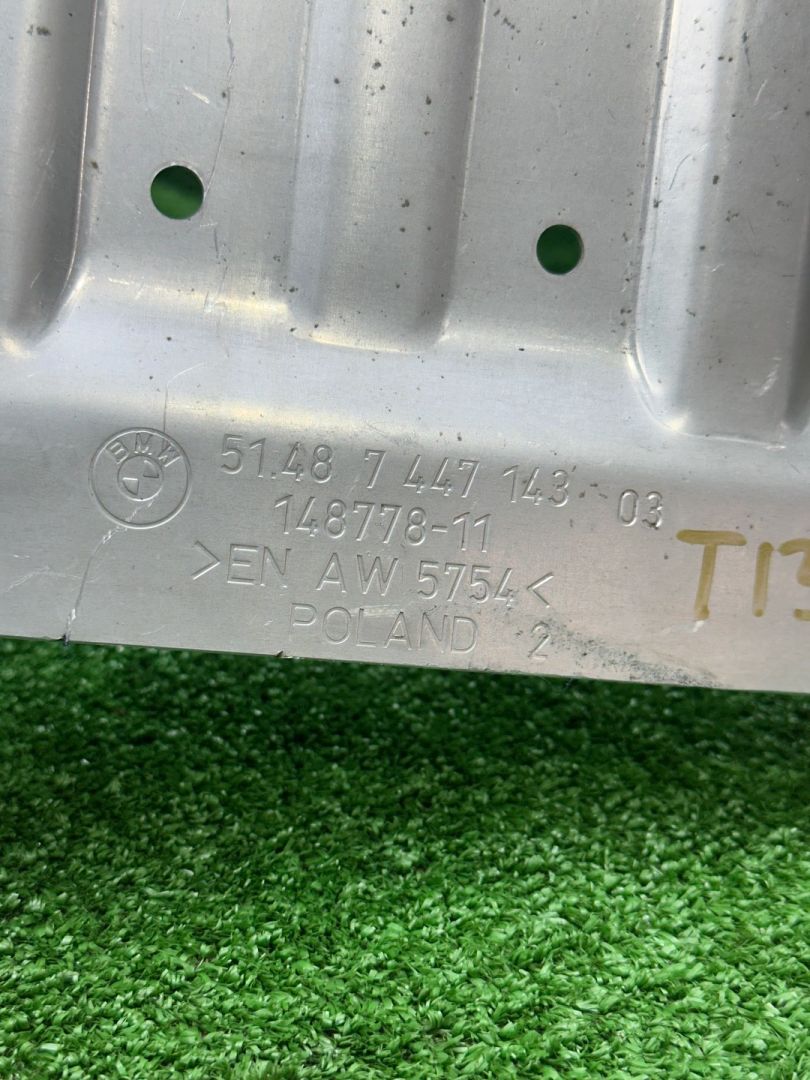 BMW
51.48 7 447 143 03
148778-11
>EN AW 5754<
POLAND 2
T13